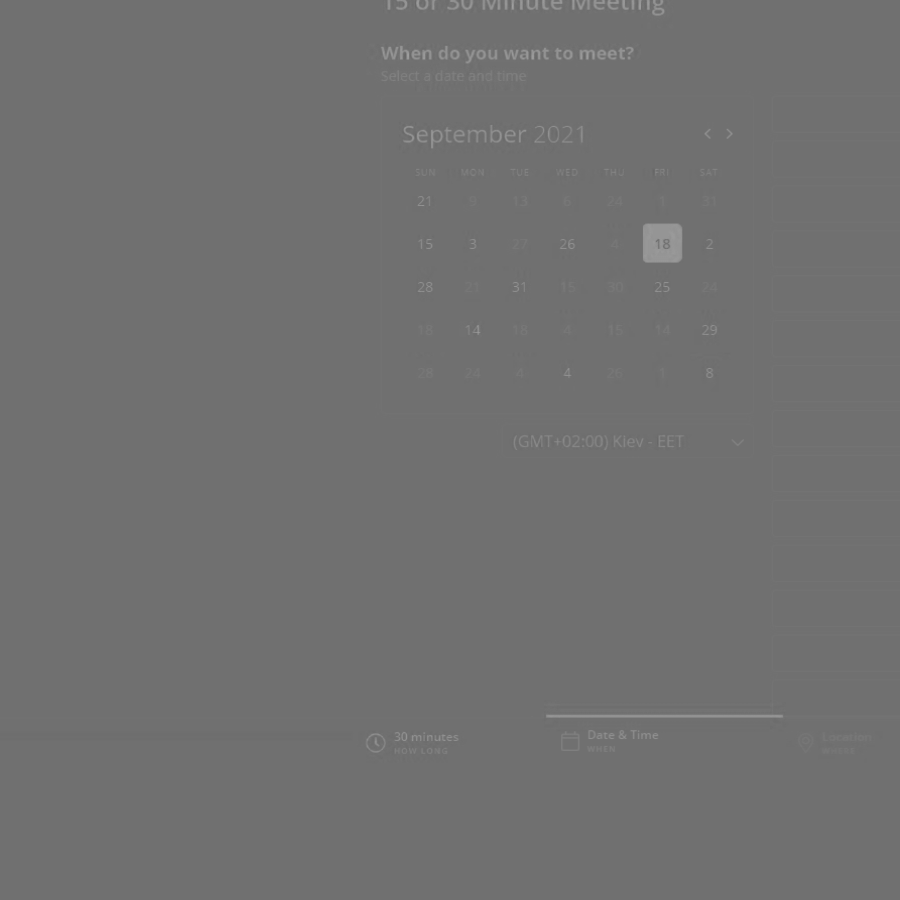 15 or 30 Minute Meeting
When do you want to meet?
Select a date and time
September 2021
SUN MON TUE WED THU FRI SAT
21 9 13 6 24 1 31
15 3 27 26 4 18 2
28 21 31 15 30 25 24
16 14 18 4 15 14 29
28 24 4 4 26 1 8
(GMT+02:00) Kiev - EET
30 minutes
HOW LONG
Date & Time
WHEN
Location